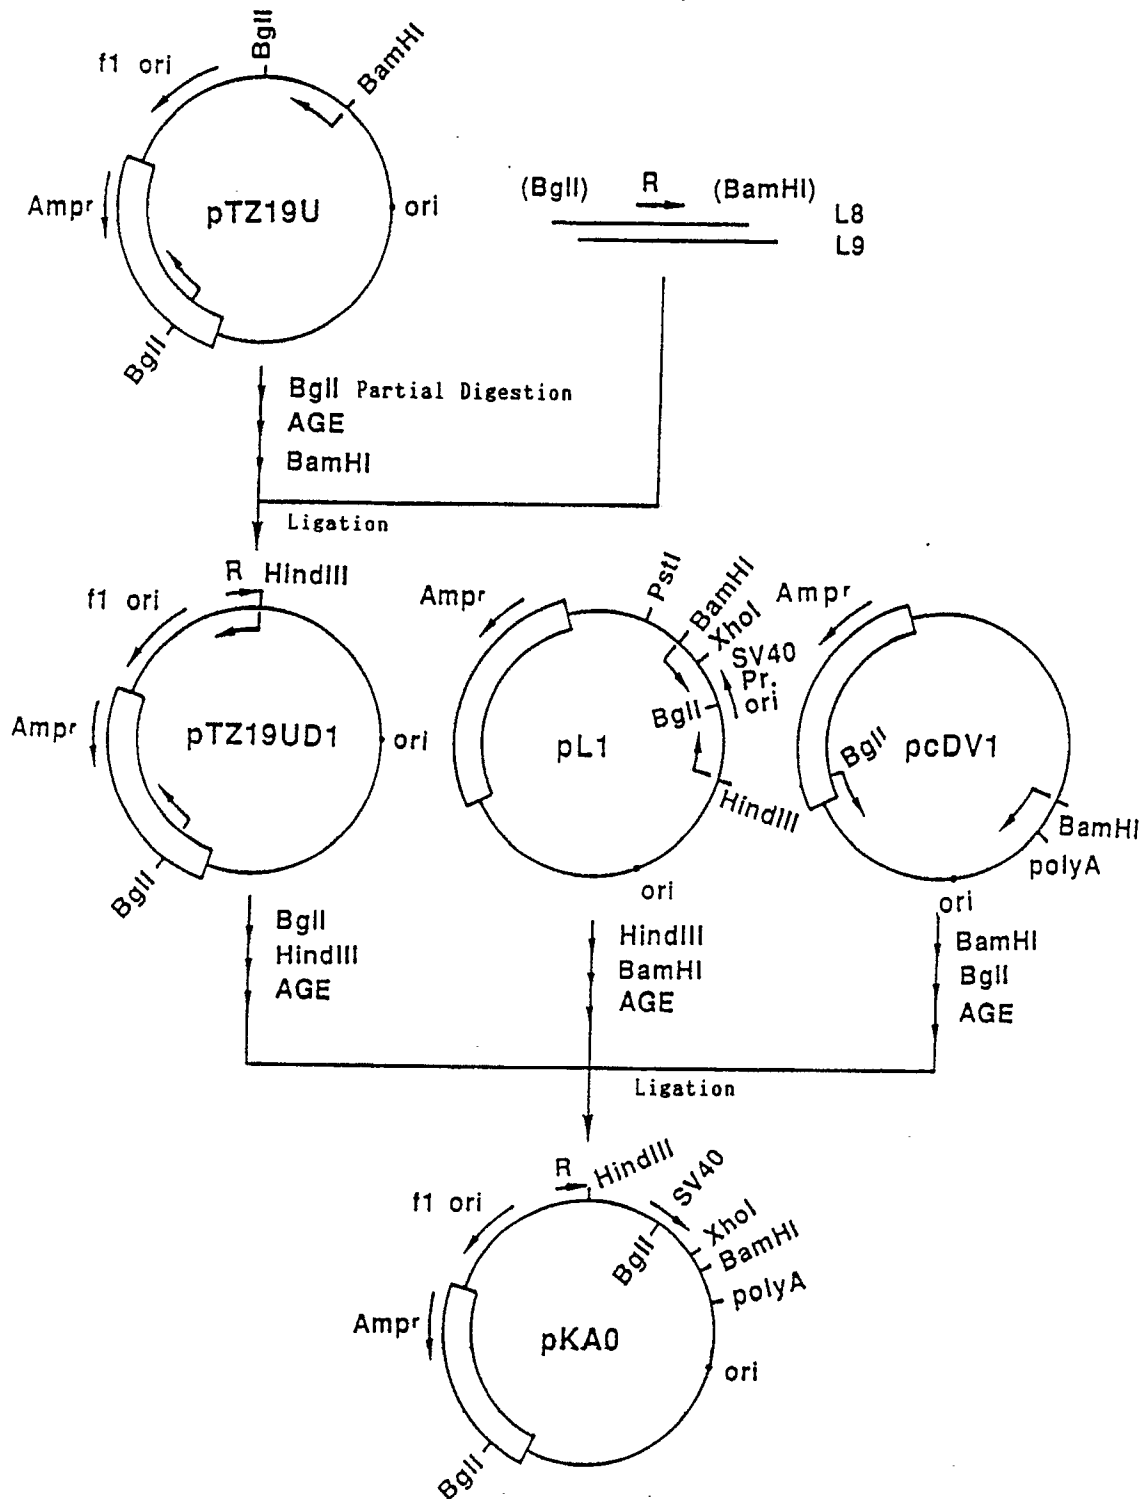 f1 ori
BglI
BamHI
Ampr
pTZ19U
ori
BglI
(BglI)
R
(BamHI)
L8
L9
BglI Partial Digestion
AGE
BamHI
Ligation
R
HindIII
f1 ori
Ampr
pTZ19UD1
ori
BglI
Ampr
PstI
BamHI
XhoI
SV40
Pr.
ori
BglI
pL1
HindIII
ori
Ampr
BglI
pcDV1
BamHI
polyA
ori
BglI
HindIII
AGE
HindIII
BamHI
AGE
BamHI
BglI
AGE
Ligation
R
HindIII
f1 ori
SV40
BglI
XhoI
BamHI
polyA
Ampr
pKA0
ori
BglI